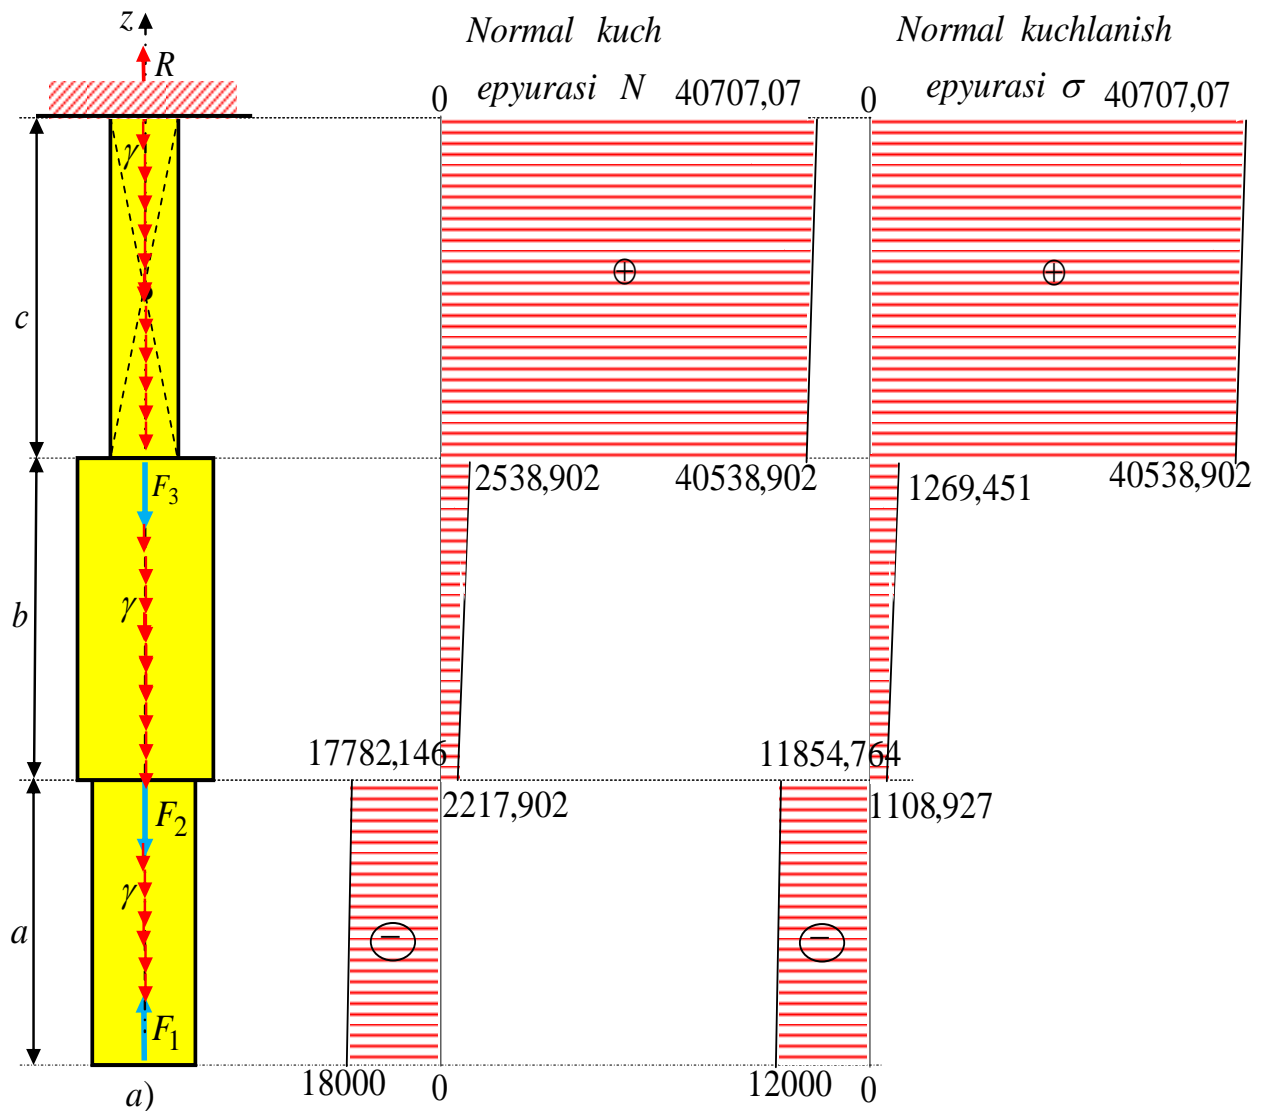 z
R
Normal kuch
epyurasi N
Normal kuchlanish
epyurasi σ
0
40707,07
0
40707,07
γ
c
F3
2538,902
40538,902
1269,451
40538,902
γ
b
17782,146
11854,764
F2
2217,902
1108,927
γ
a
F1
18000
0
12000
0
a)